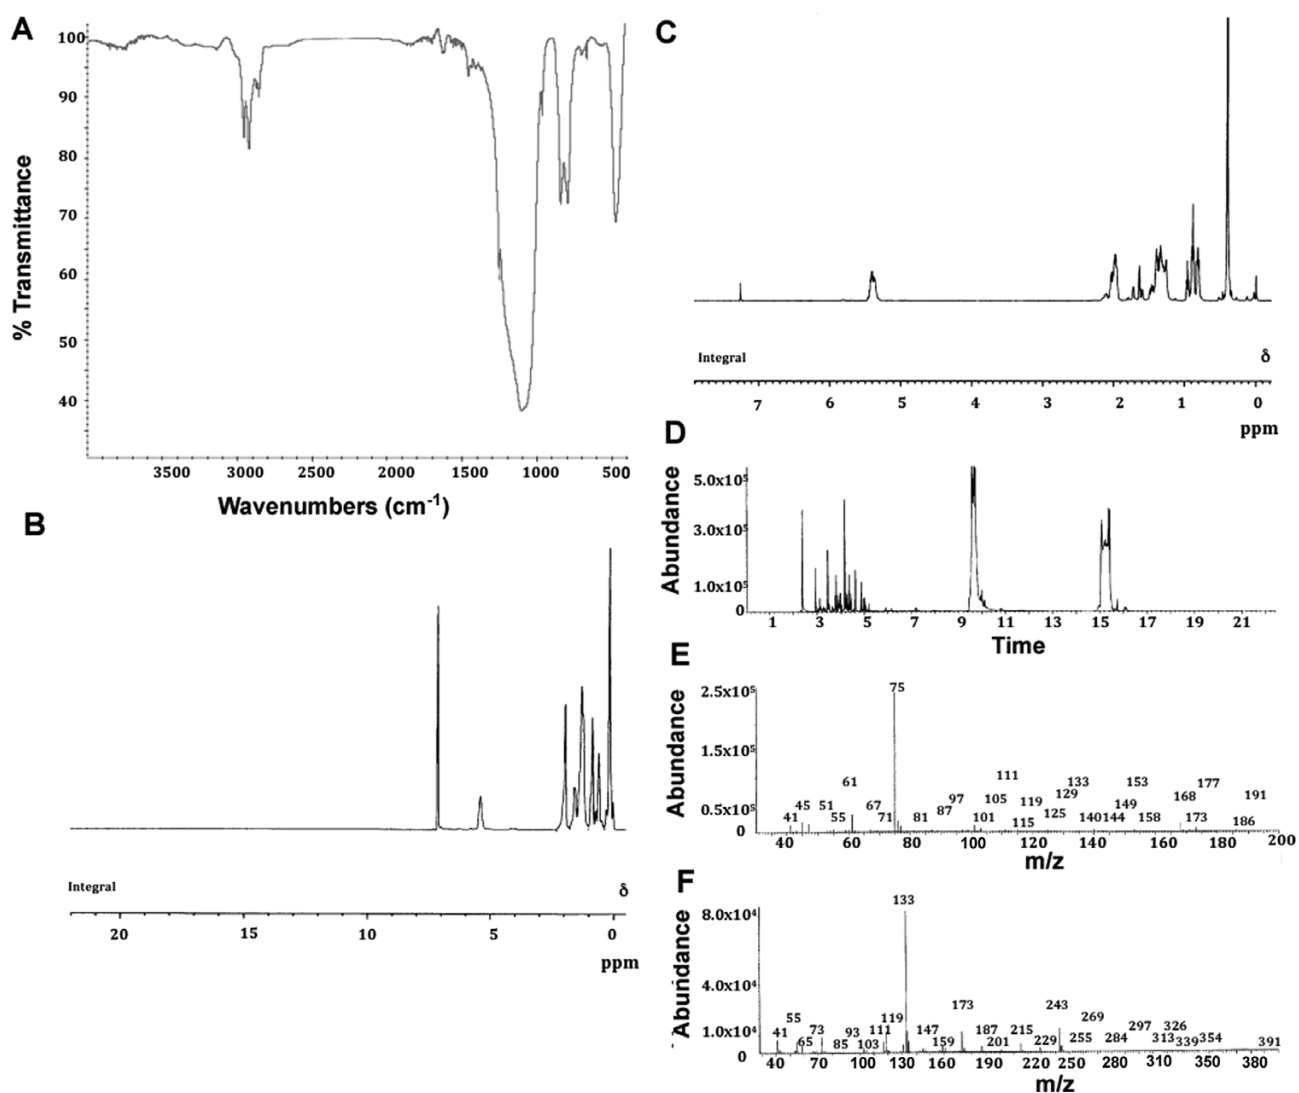 A
100
90
80
70
60
50
40
% Transmittance
3500 3000 2500 2000 1500 1000 500
Wavenumbers (cm-1)
B
Integral δ
20 15 10 5 0
ppm
C
Integral δ
7 6 5 4 3 2 1 0
ppm
D
Abundance
5.0x10⁵
3.0x10⁵
1.0x10⁵
0
1 3 5 7 9 11 13 15 17 19 21
Time
E
Abundance
2.5x10⁵
1.5x10⁵
0.5x10⁵
0
75
111 133 153 177
61 129 168 191
45 51 67 97 105 119 149
87 125
41 55 71 81 101 115 140 144 158 173 186
40 60 80 100 120 140 160 180 200
m/z
F
Abundance
8.0x10⁴
4.0x10⁴
1.0x10⁴
0
133
173 243
55 119 269
41 73 93 111 147 187 215 297 326
65 85 103 159 201 229 255 284 313 339 354 391
40 70 100 130 160 190 220 250 280 310 350 380
m/z